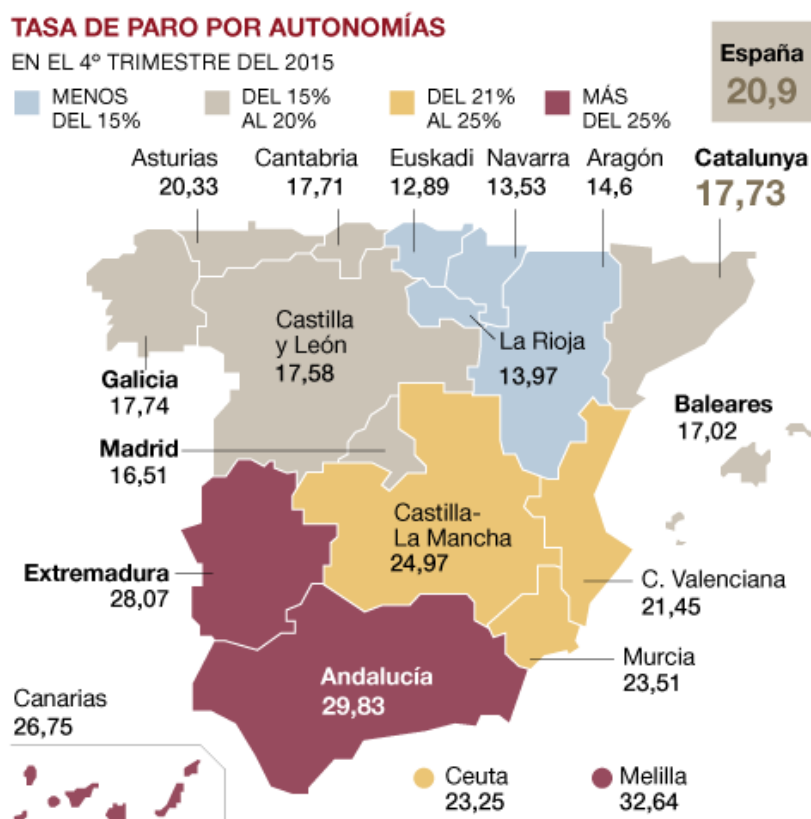 TASA DE PARO POR AUTONOMÍAS
EN EL 4º TRIMESTRE DEL 2015
España
20,9
MENOS
DEL 15%
DEL 15%
AL 20%
DEL 21%
AL 25%
MÁS
DEL 25%
Asturias
20,33
Cantabria
17,71
Euskadi
12,89
Navarra
13,53
Aragón
14,6
Catalunya
17,73
Castilla
y León
17,58
La Rioja
13,97
Galicia
17,74
Baleares
17,02
Madrid
16,51
Castilla-
La Mancha
24,97
Extremadura
28,07
C. Valenciana
21,45
Murcia
23,51
Andalucía
29,83
Canarias
26,75
Ceuta
23,25
Melilla
32,64